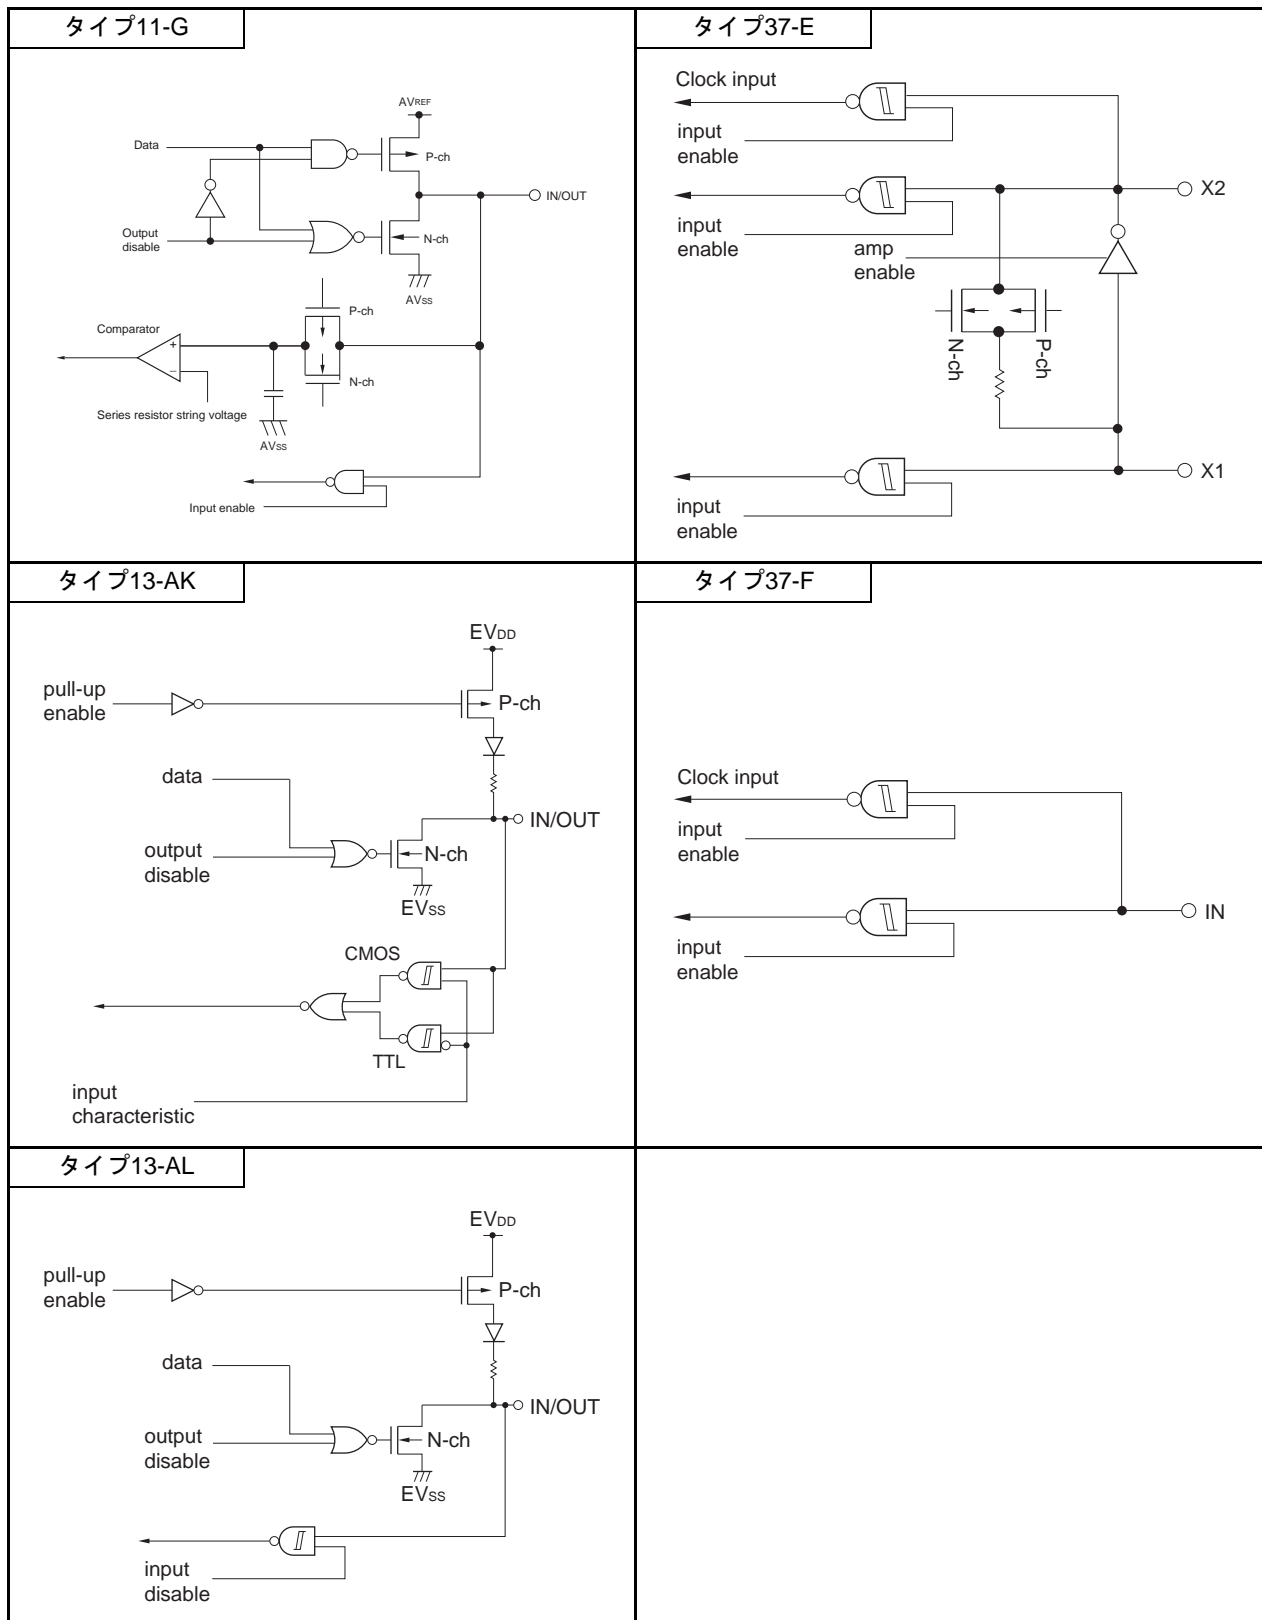 タイプ11-G
AVREF
Data
P-ch
IN/OUT
Output
disable
N-ch
AVSS
P-ch
Comparator
+
−
N-ch
Series resistor string voltage
AVSS
Input enable
タイプ37-E
Clock input
input
enable
X2
input
enable
amp
enable
N-ch
P-ch
X1
input
enable
タイプ13-AK
EVDD
pull-up
enable
P-ch
data
IN/OUT
output
disable
N-ch
EVSS
CMOS
TTL
input
characteristic
タイプ37-F
Clock input
input
enable
IN
input
enable
タイプ13-AL
EVDD
pull-up
enable
P-ch
data
IN/OUT
output
disable
N-ch
EVSS
input
disable